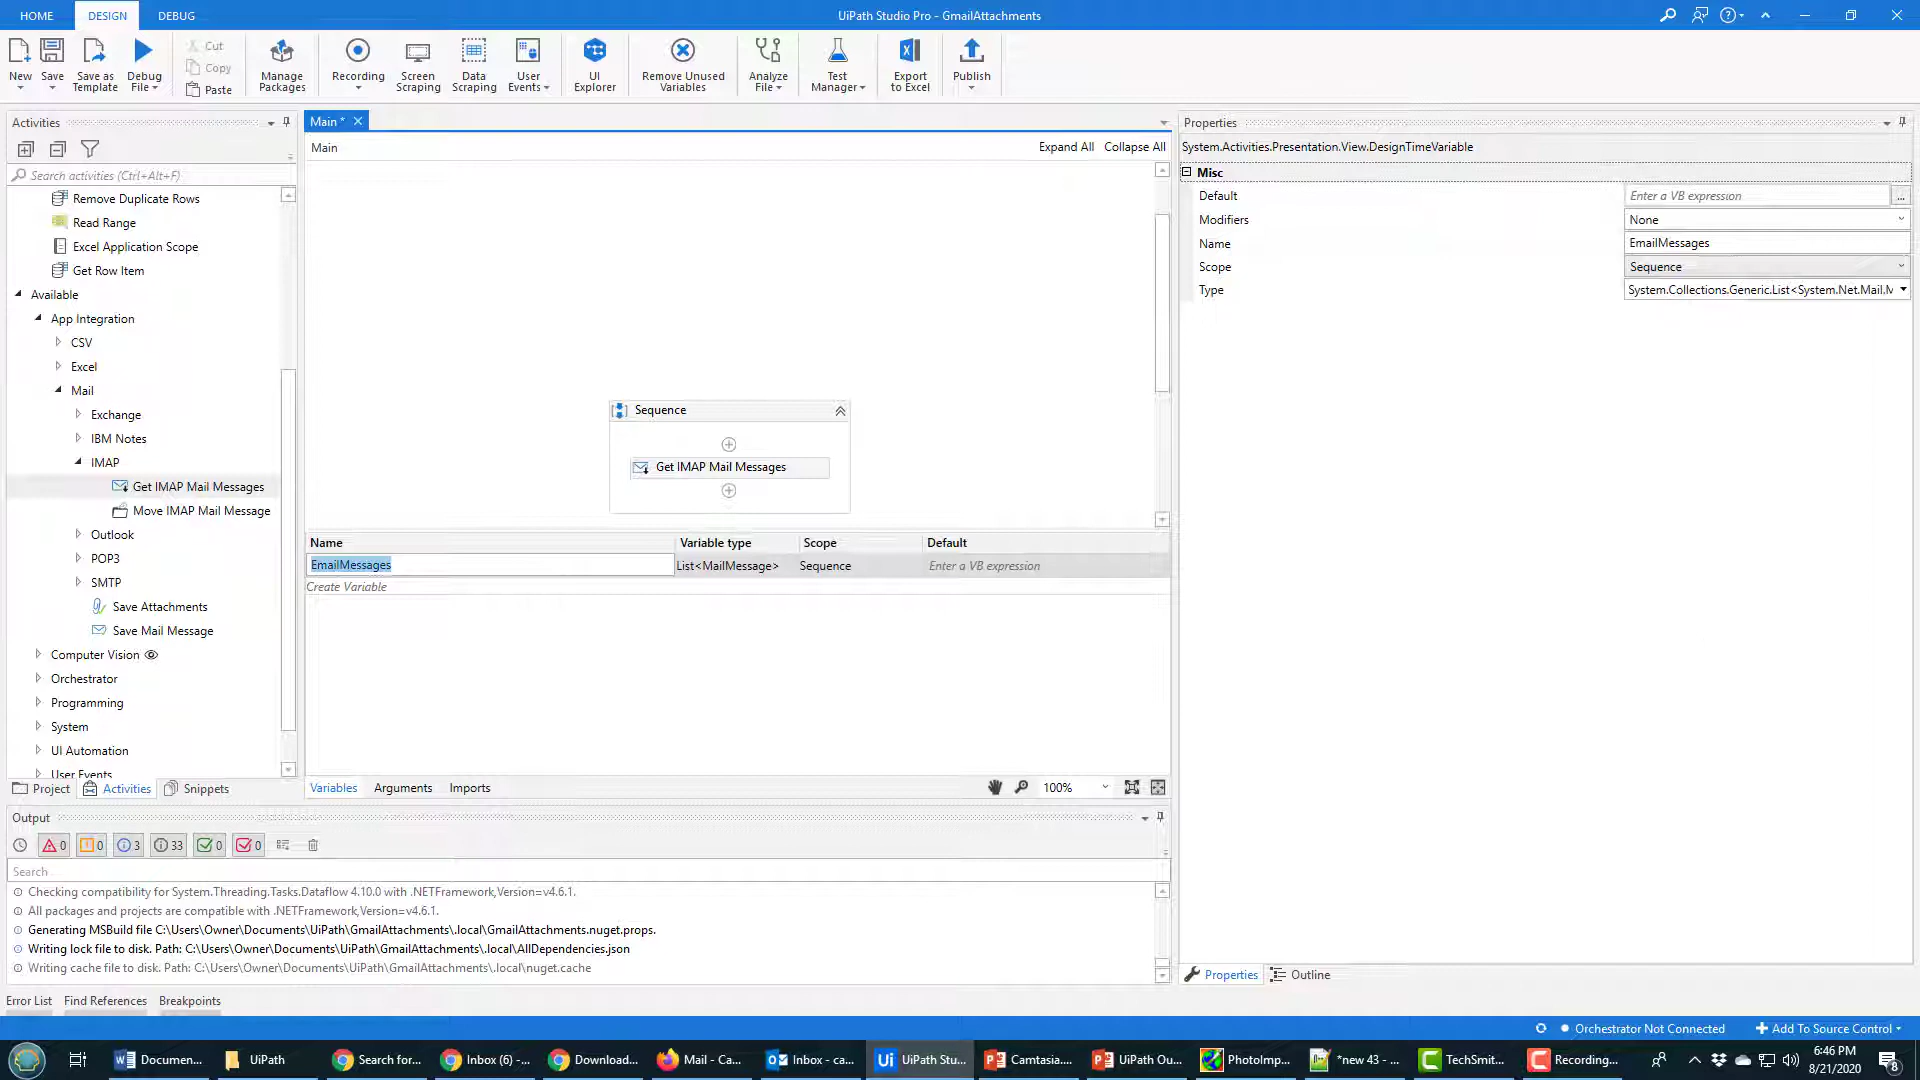 HOME DESIGN DEBUG UiPath Studio Pro - GmailAttachments
New Save Save as Template Debug File Cut Copy Paste Manage Packages Recording Screen Scraping Data Scraping User Events UI Explorer Remove Unused Variables Analyze File Test Manager Export to Excel Publish
Activities
Search activities (Ctrl+Alt+F)
Remove Duplicate Rows
Read Range
Excel Application Scope
Get Row Item
Available
App Integration
CSV
Excel
Mail
Exchange
IBM Notes
IMAP
Get IMAP Mail Messages
Move IMAP Mail Message
Outlook
POP3
SMTP
Save Attachments
Save Mail Message
Computer Vision
Orchestrator
Programming
System
UI Automation
User Events
Project Activities Snippets
Main *
Main Expand All Collapse All
Sequence
Get IMAP Mail Messages
Name Variable type Scope Default
EmailMessages List<MailMessage> Sequence Enter a VB expression
Create Variable
Variables Arguments Imports 100%
Properties
System.Activities.Presentation.View.DesignTimeVariable
Misc
Default Enter a VB expression ...
Modifiers None
Name EmailMessages
Scope Sequence
Type System.Collections.Generic.List<System.Net.Mail.M
Properties Outline
Output
0 0 3 33 0 0
Search
Checking compatibility for System.Threading.Tasks.Dataflow 4.10.0 with .NETFramework,Version=v4.6.1.
All packages and projects are compatible with .NETFramework,Version=v4.6.1.
Generating MSBuild file C:\Users\Owner\Documents\UiPath\GmailAttachments\.local\GmailAttachments.nuget.props.
Writing lock file to disk. Path: C:\Users\Owner\Documents\UiPath\GmailAttachments\.local\AllDependencies.json
Writing cache file to disk. Path: C:\Users\Owner\Documents\UiPath\GmailAttachments\.local\nuget.cache
Error List Find References Breakpoints
Orchestrator Not Connected Add To Source Control
Documen... UiPath Search for... Inbox (6) -... Download... Mail - Ca... Inbox - ca... Ui UiPath Stu... Camtasia.... UiPath Ou... PhotoImp... *new 43 - ... TechSmit... Recording...
6:46 PM
8/21/2020
8